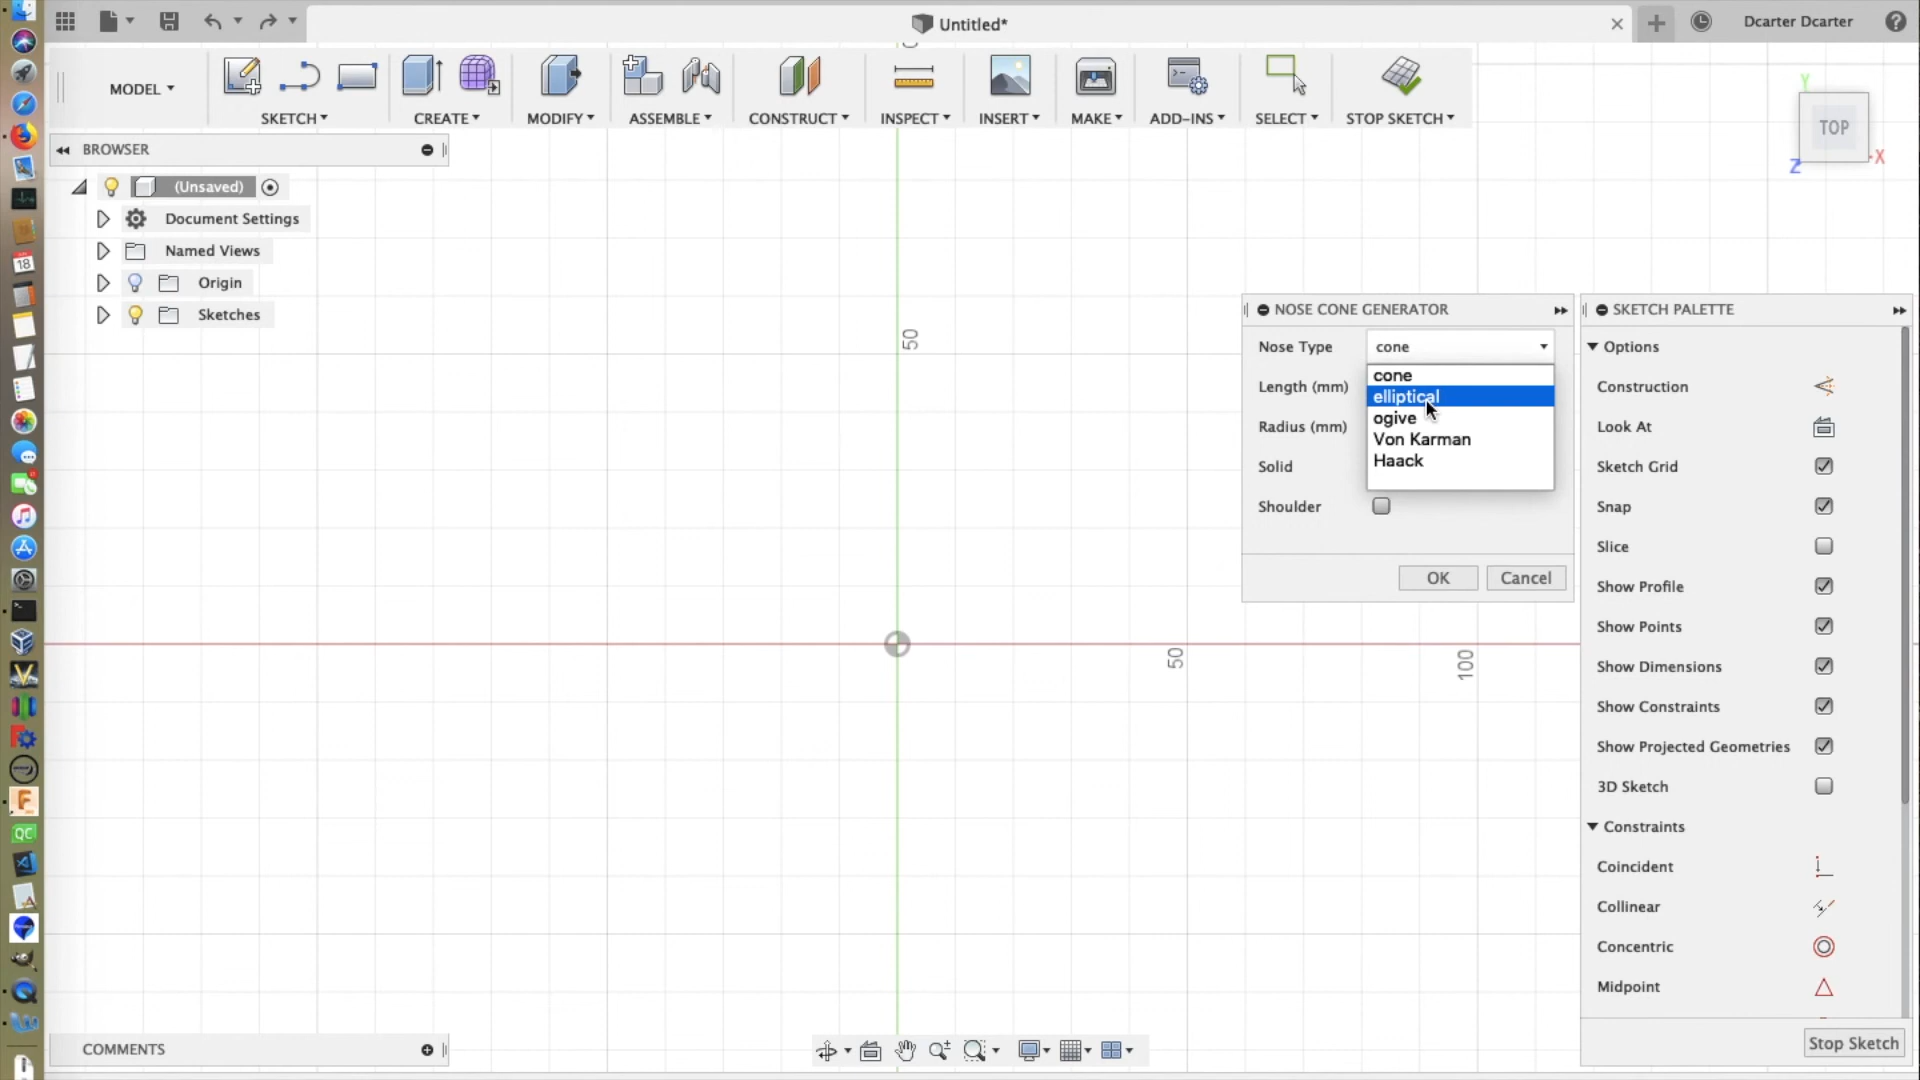 Untitled*
Dcarter Dcarter
MODEL
SKETCH
CREATE
MODIFY
ASSEMBLE
CONSTRUCT
INSPECT
INSERT
MAKE
ADD-INS
SELECT
STOP SKETCH
Y
TOP
X
Z
BROWSER
(Unsaved)
Document Settings
Named Views
Origin
Sketches
18
QC
50
50
100
NOSE CONE GENERATOR
Nose Type
cone
cone
elliptical
ogive
Von Karman
Haack
Length (mm)
Radius (mm)
Solid
Shoulder
OK
Cancel
SKETCH PALETTE
Options
Construction
Look At
Sketch Grid
Snap
Slice
Show Profile
Show Points
Show Dimensions
Show Constraints
Show Projected Geometries
3D Sketch
Constraints
Coincident
Collinear
Concentric
Midpoint
Stop Sketch
COMMENTS